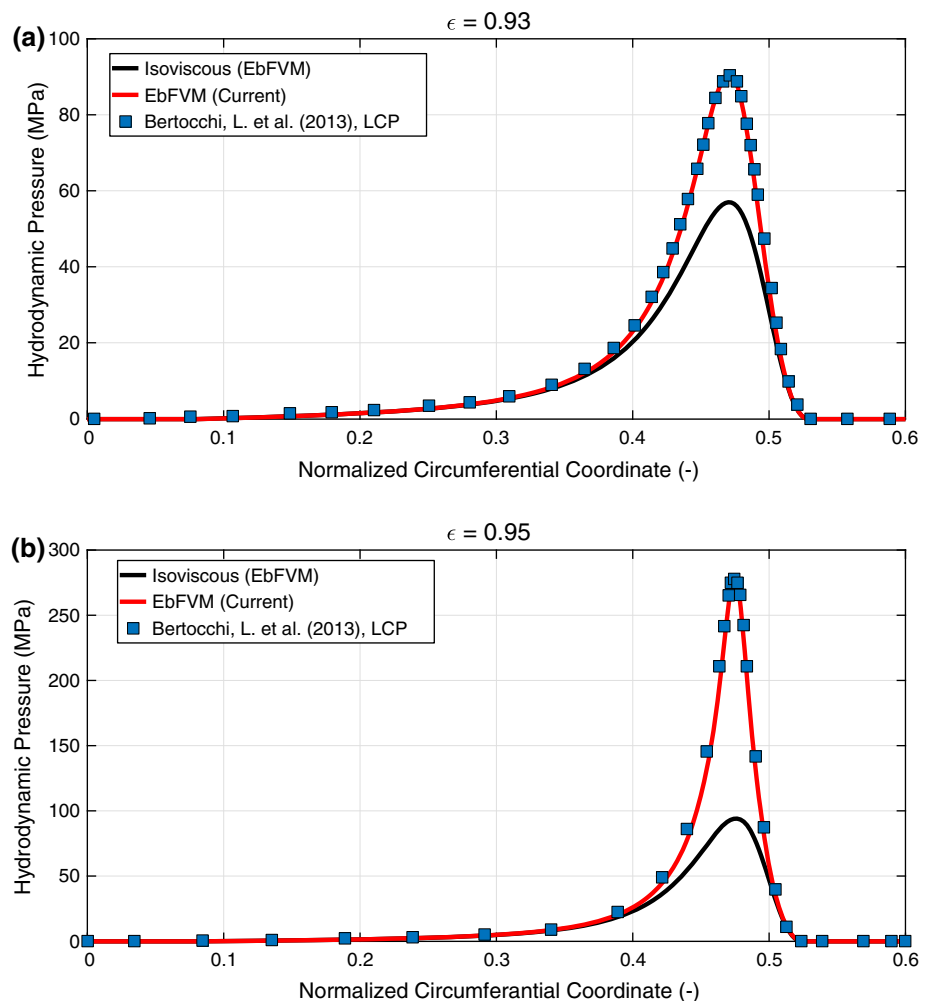 ϵ = 0.93
(a)
100
80
60
40
20
0
Hydrodynamic Pressure (MPa)
Isoviscous (EbFVM)
EbFVM (Current)
Bertocchi, L. et al. (2013), LCP
0 0.1 0.2 0.3 0.4 0.5 0.6
Normalized Circumferential Coordinate (-)
ϵ = 0.95
(b)
300
250
200
150
100
50
0
Hydrodynamic Pressure (MPa)
Isoviscous (EbFVM)
EbFVM (Current)
Bertocchi, L. et al. (2013), LCP
0 0.1 0.2 0.3 0.4 0.5 0.6
Normalized Circumferantial Coordinate (-)